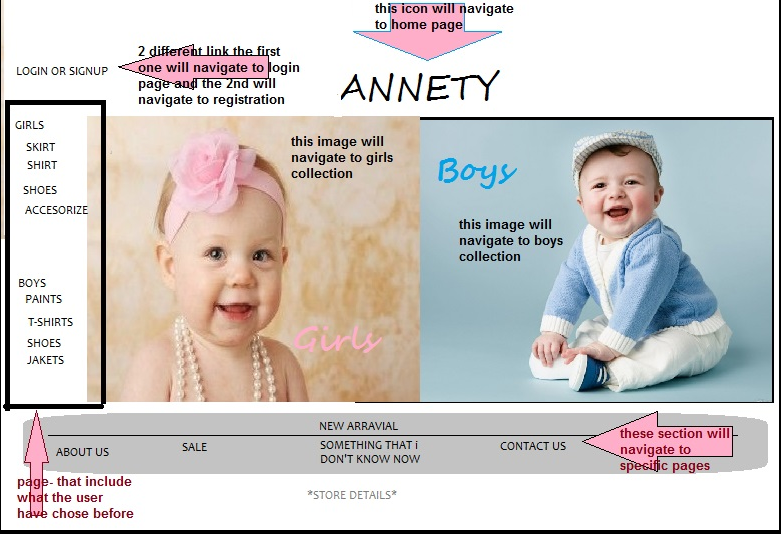 this icon will navigate
to home page
2 different link the first
one will navigate to login
page and the 2nd will
navigate to registration
LOGIN OR SIGNUP
ANNETY
GIRLS
SKIRT
SHIRT
SHOES
ACCESORIZE
BOYS
PAINTS
T-SHIRTS
SHOES
JAKETS
this image will
navigate to girls
collection
Girls
Boys
this image will
navigate to boys
collection
NEW ARRAVIAL
ABOUT US
SALE
SOMETHING THAT i
DON'T KNOW NOW
CONTACT US
these section will
navigate to
specific pages
page- that include
what the user
have chose before
*STORE DETAILS*